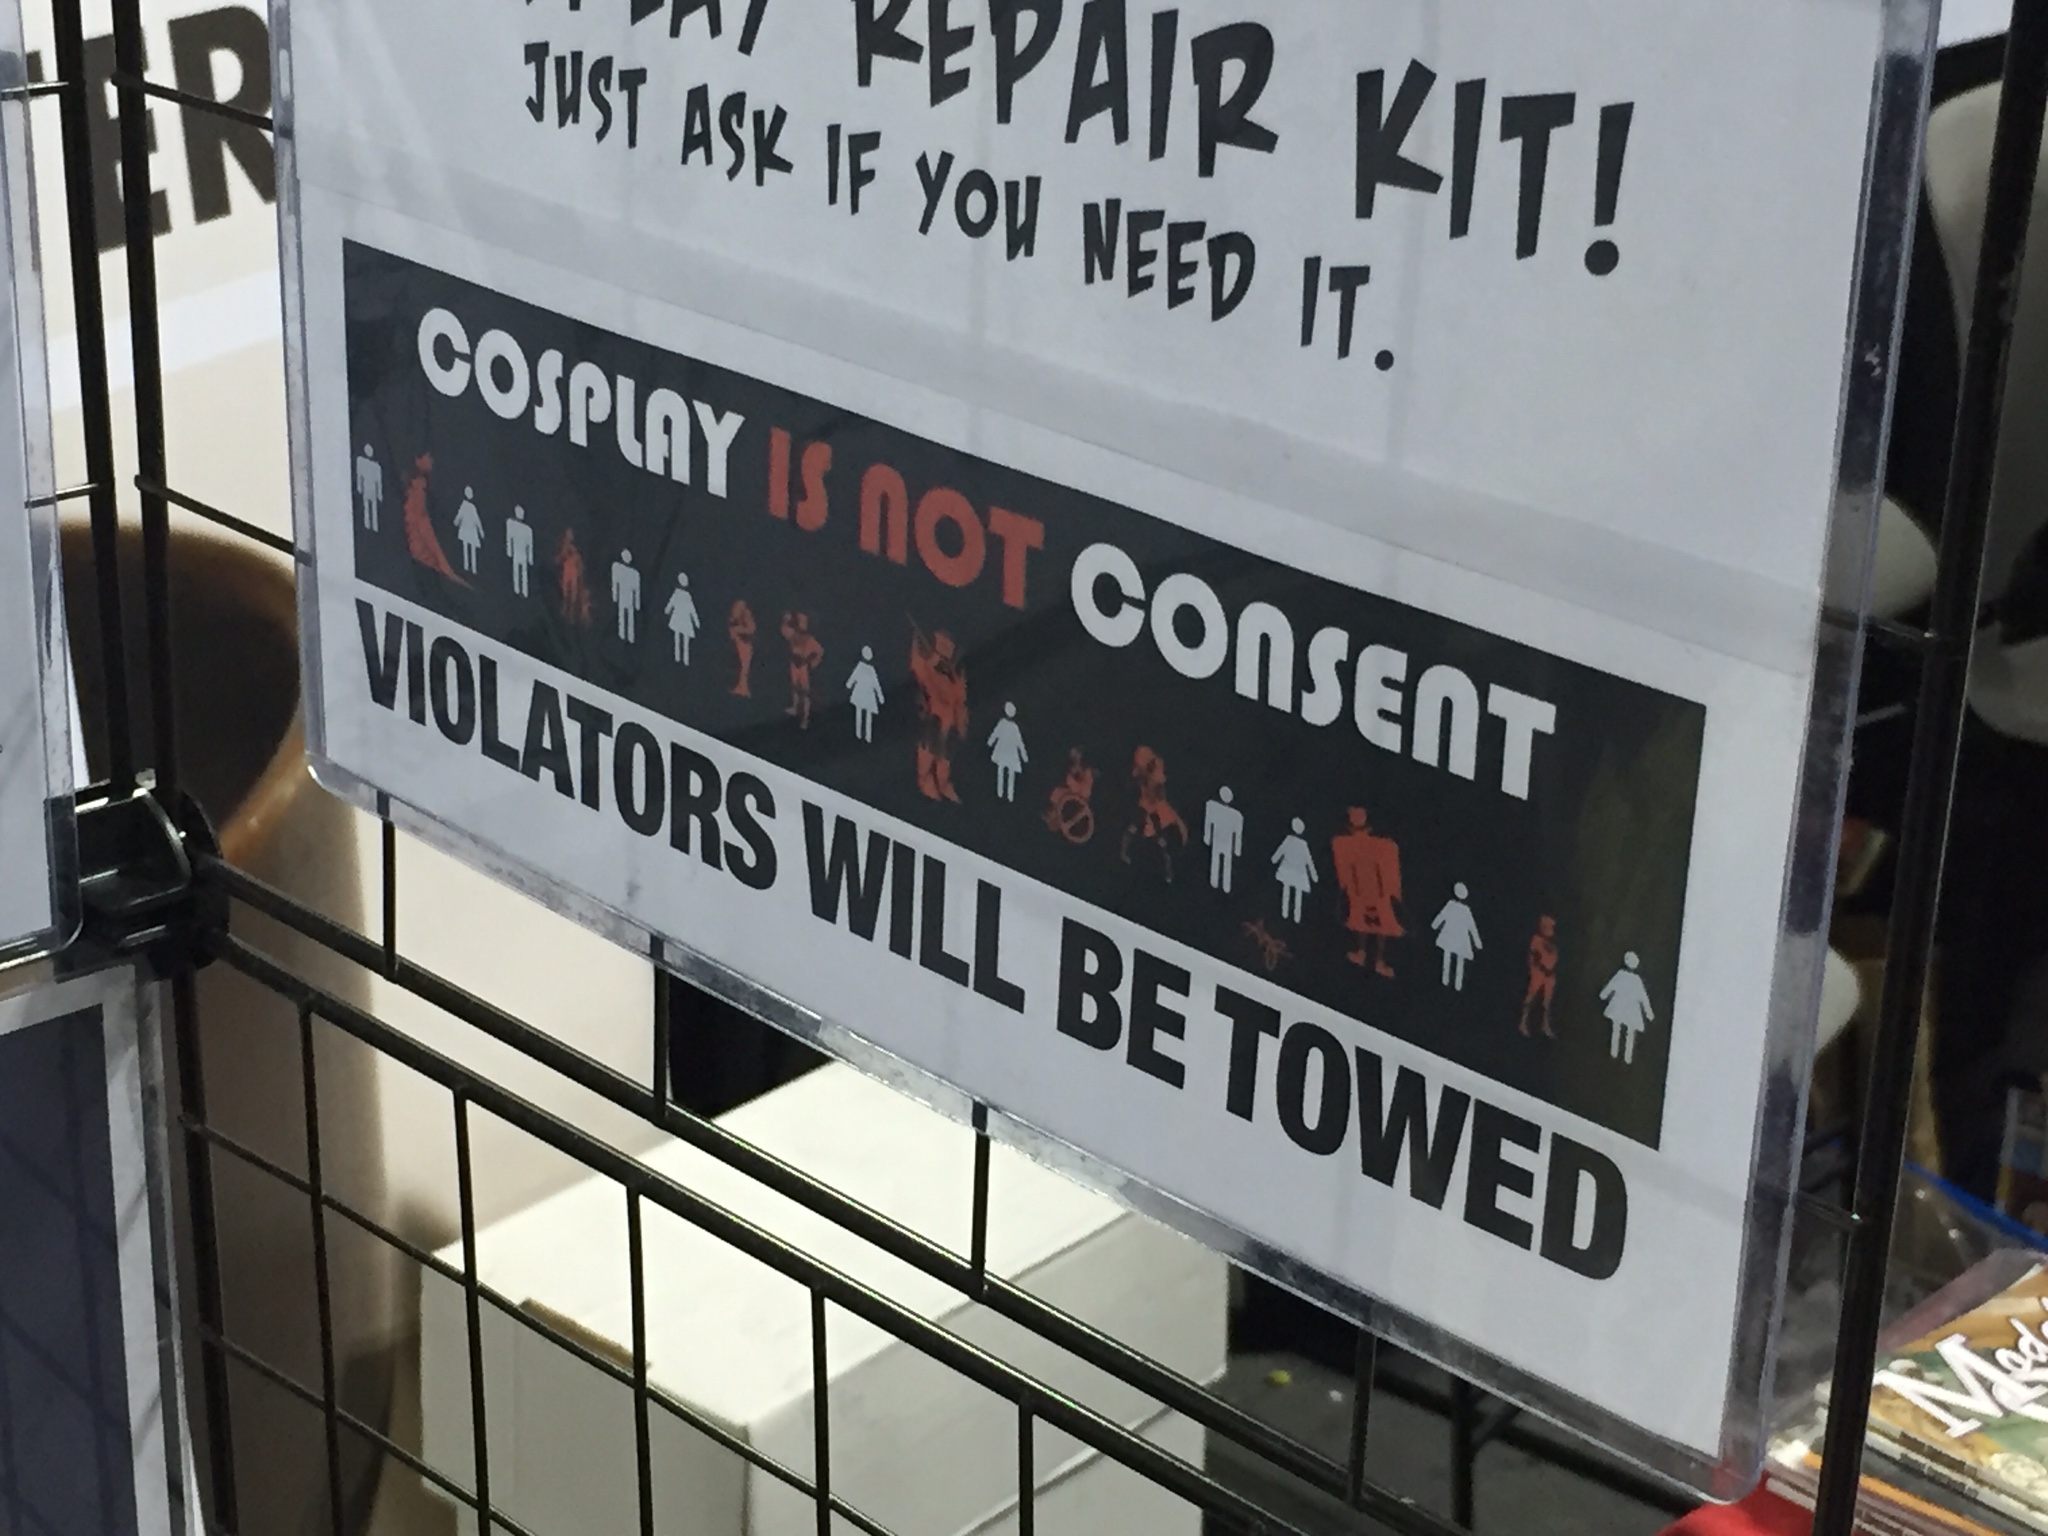 REPAIR KIT!
JUST ASK IF YOU NEED IT.
COSPLAY IS NOT CONSENT
VIOLATORS WILL BE TOWED